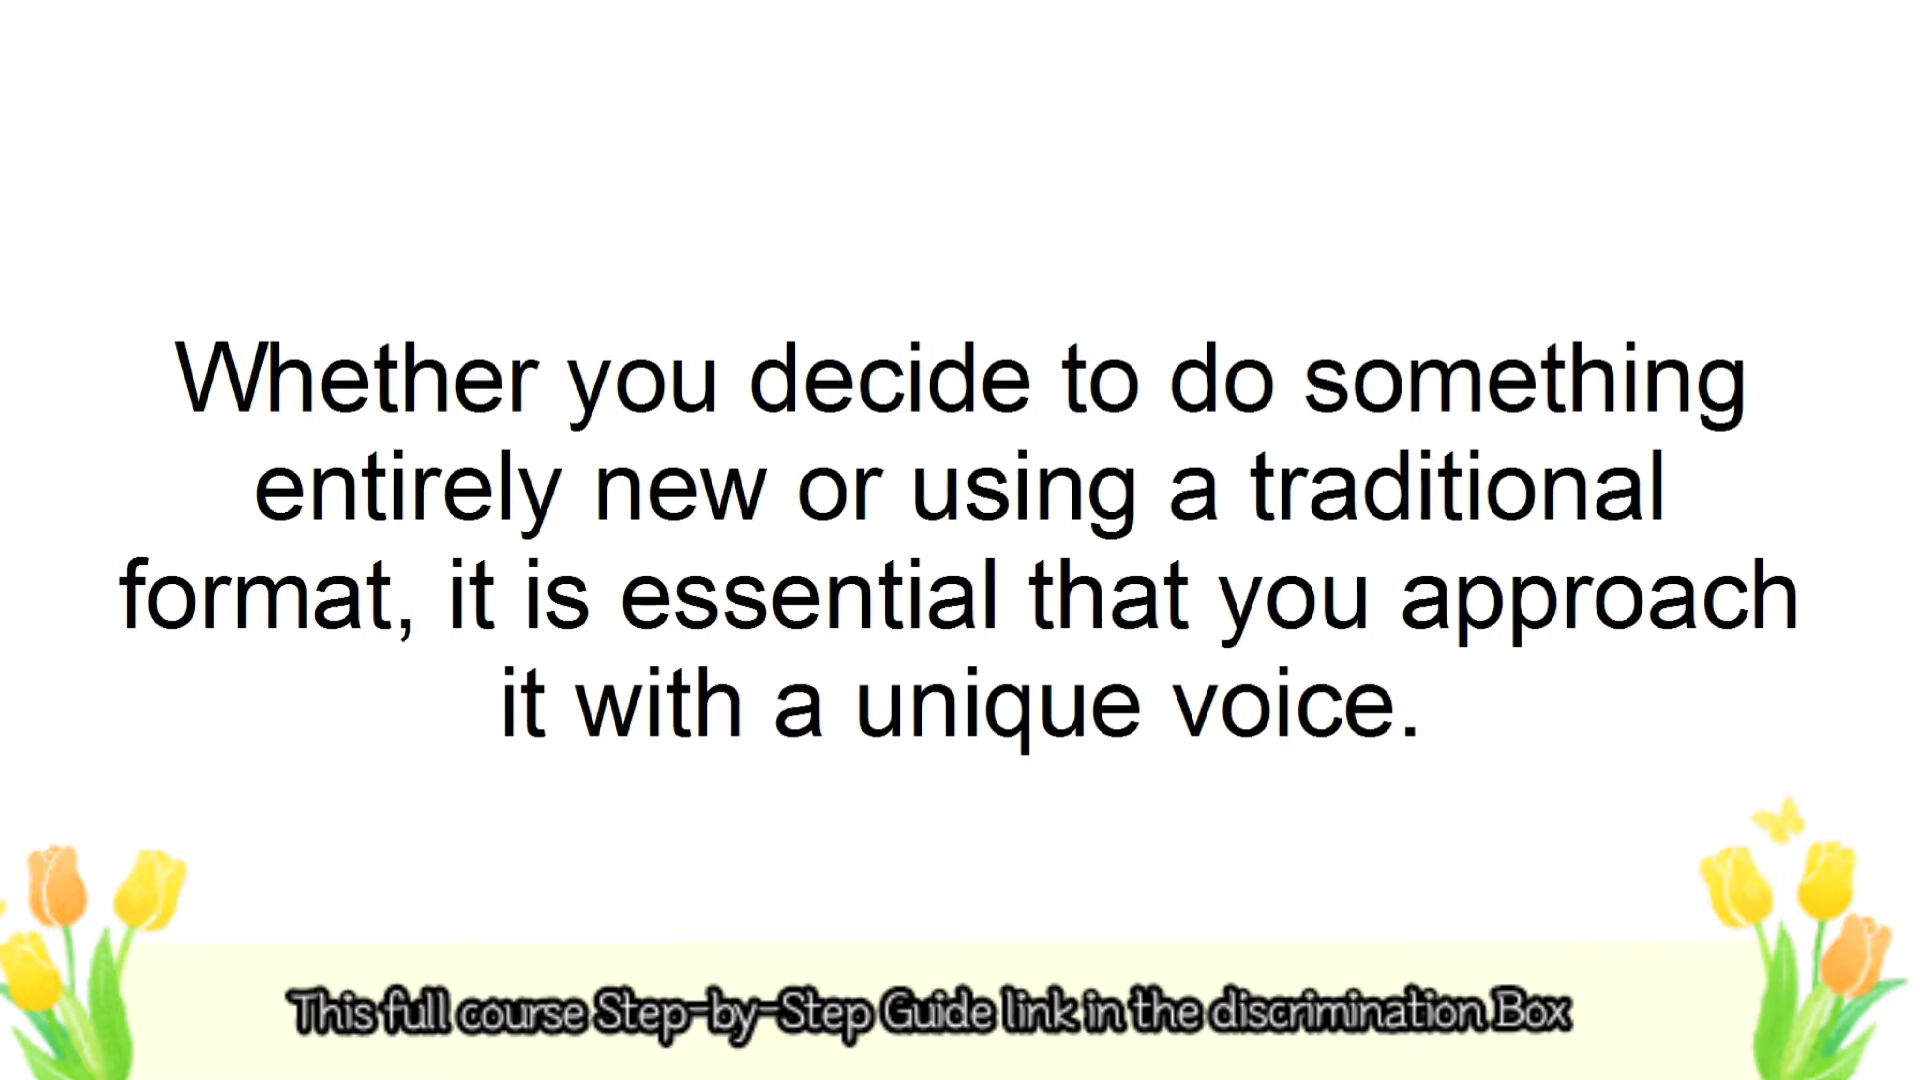 Whether you decide to do something
entirely new or using a traditional
format, it is essential that you approach
it with a unique voice.
This full course Step-by-Step Guide link in the discrimination Box